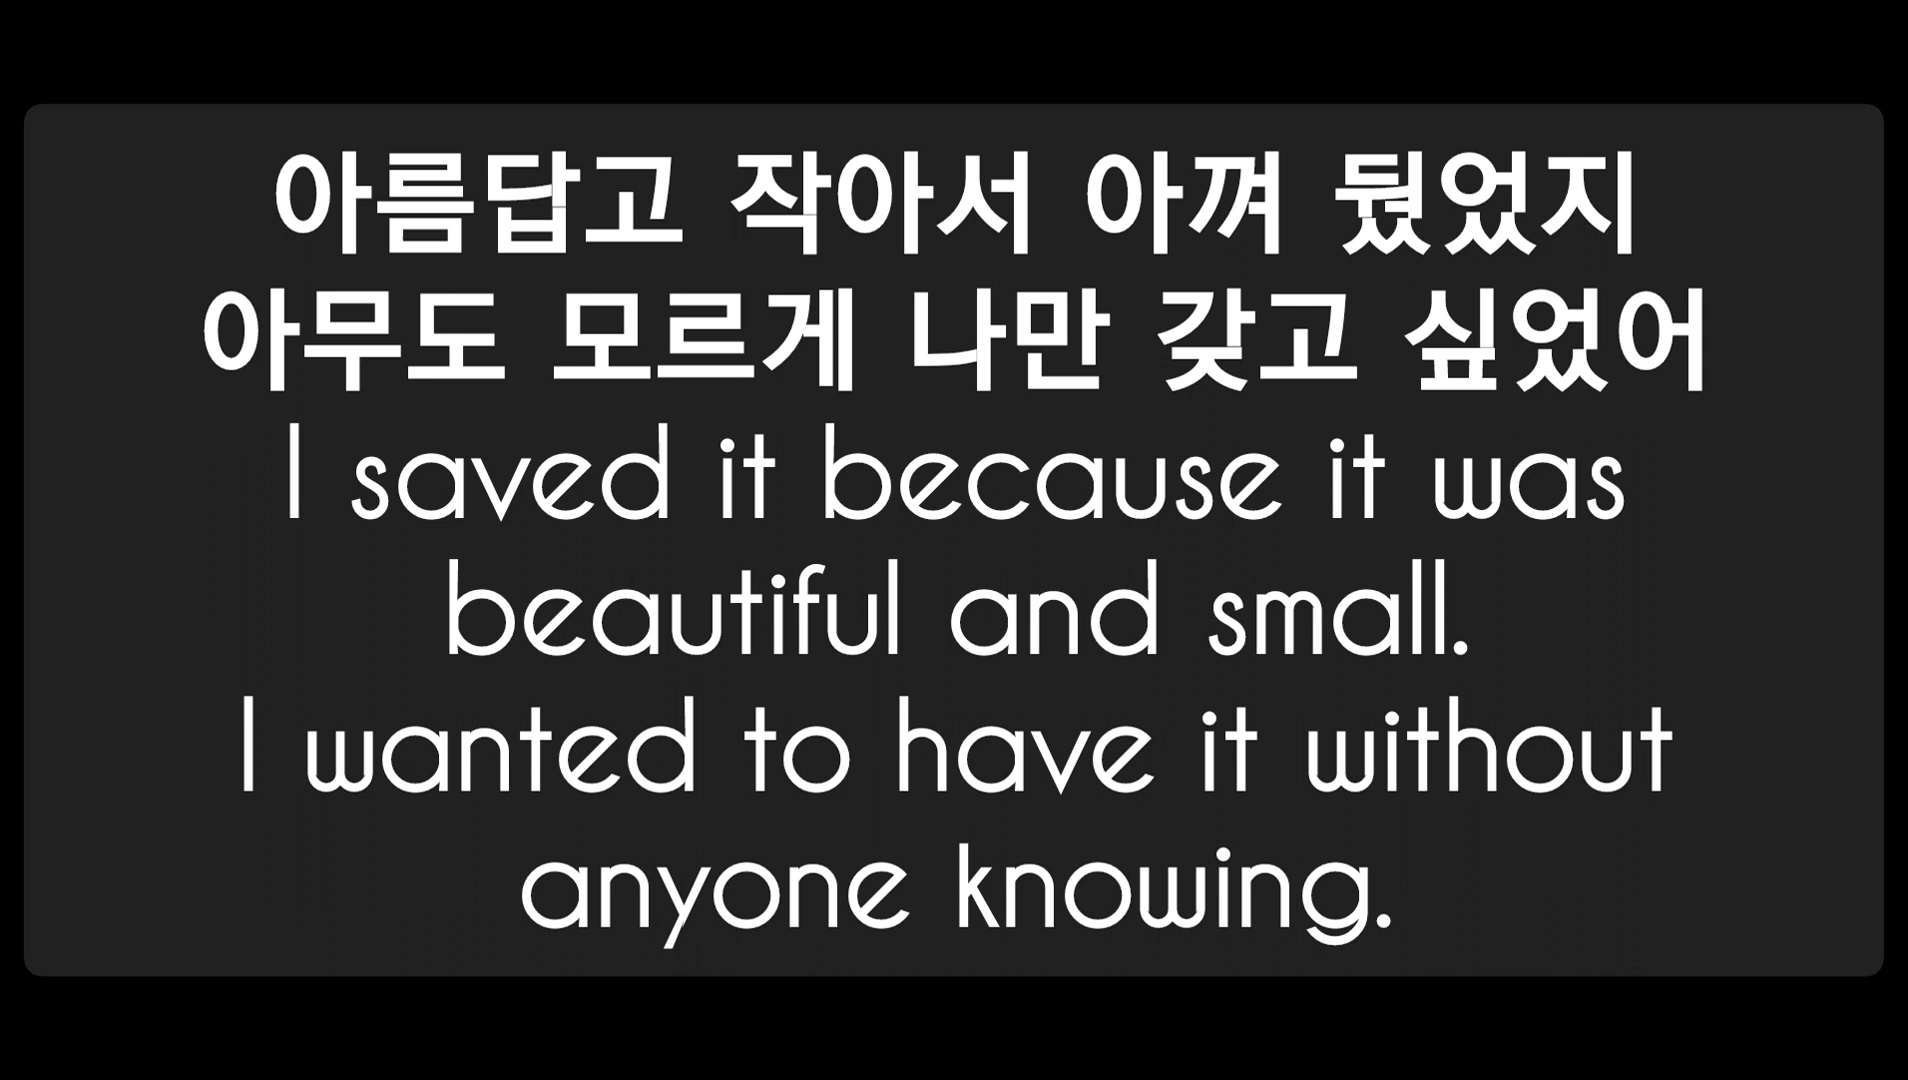 아름답고 작아서 아껴 뒀었지
아무도 모르게 나만 갖고 싶었어
I saved it because it was
beautiful and small.
I wanted to have it without
anyone knowing.